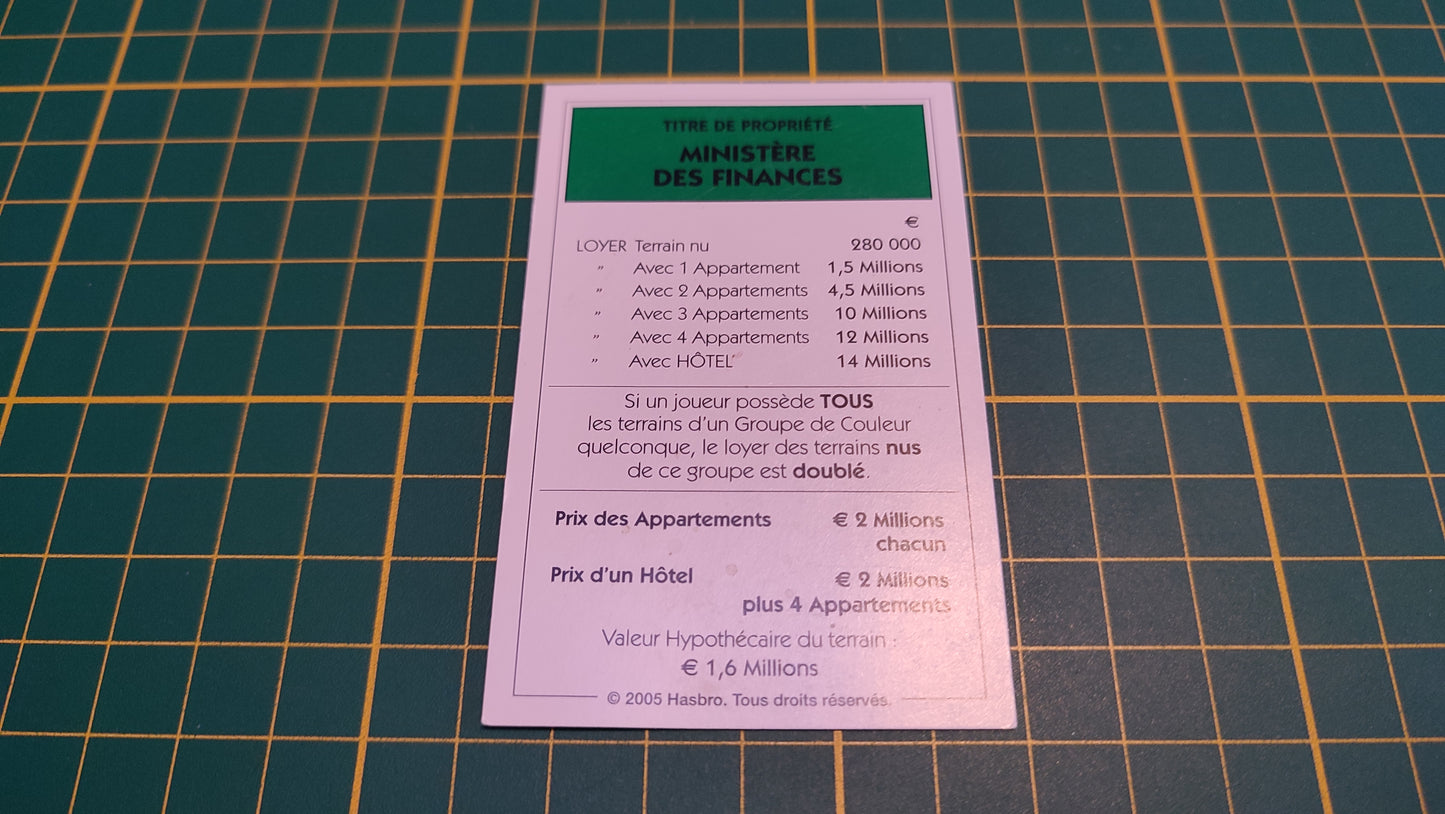 TITRE DE PROPRIÉTÉ
MINISTÈRE
DES FINANCES
€
LOYER Terrain nu 280 000
" Avec 1 Appartement 1,5 Millions
" Avec 2 Appartements 4,5 Millions
" Avec 3 Appartements 10 Millions
" Avec 4 Appartements 12 Millions
" Avec HÔTEL 14 Millions
Si un joueur possède TOUS
les terrains d'un Groupe de Couleur
quelconque, le loyer des terrains nus
de ce groupe est doublé.
Prix des Appartements € 2 Millions
chacun
Prix d'un Hôtel € 2 Millions
plus 4 Appartements
Valeur Hypothécaire du terrain :
€ 1,6 Millions
© 2005 Hasbro. Tous droits réservés.